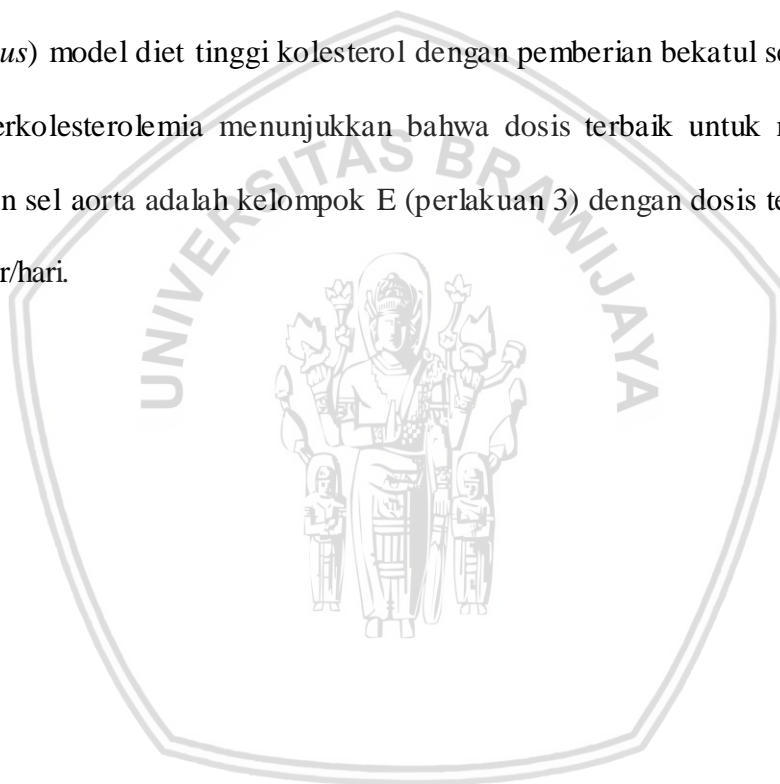 us) model diet tinggi kolesterol dengan pemberian bekatul se
erkolesterolemia menunjukkan bahwa dosis terbaik untuk
n sel aorta adalah kelompok E (perlakuan 3) dengan dosis te
r/hari.
UNIVERSITAS BRAWIJAYA